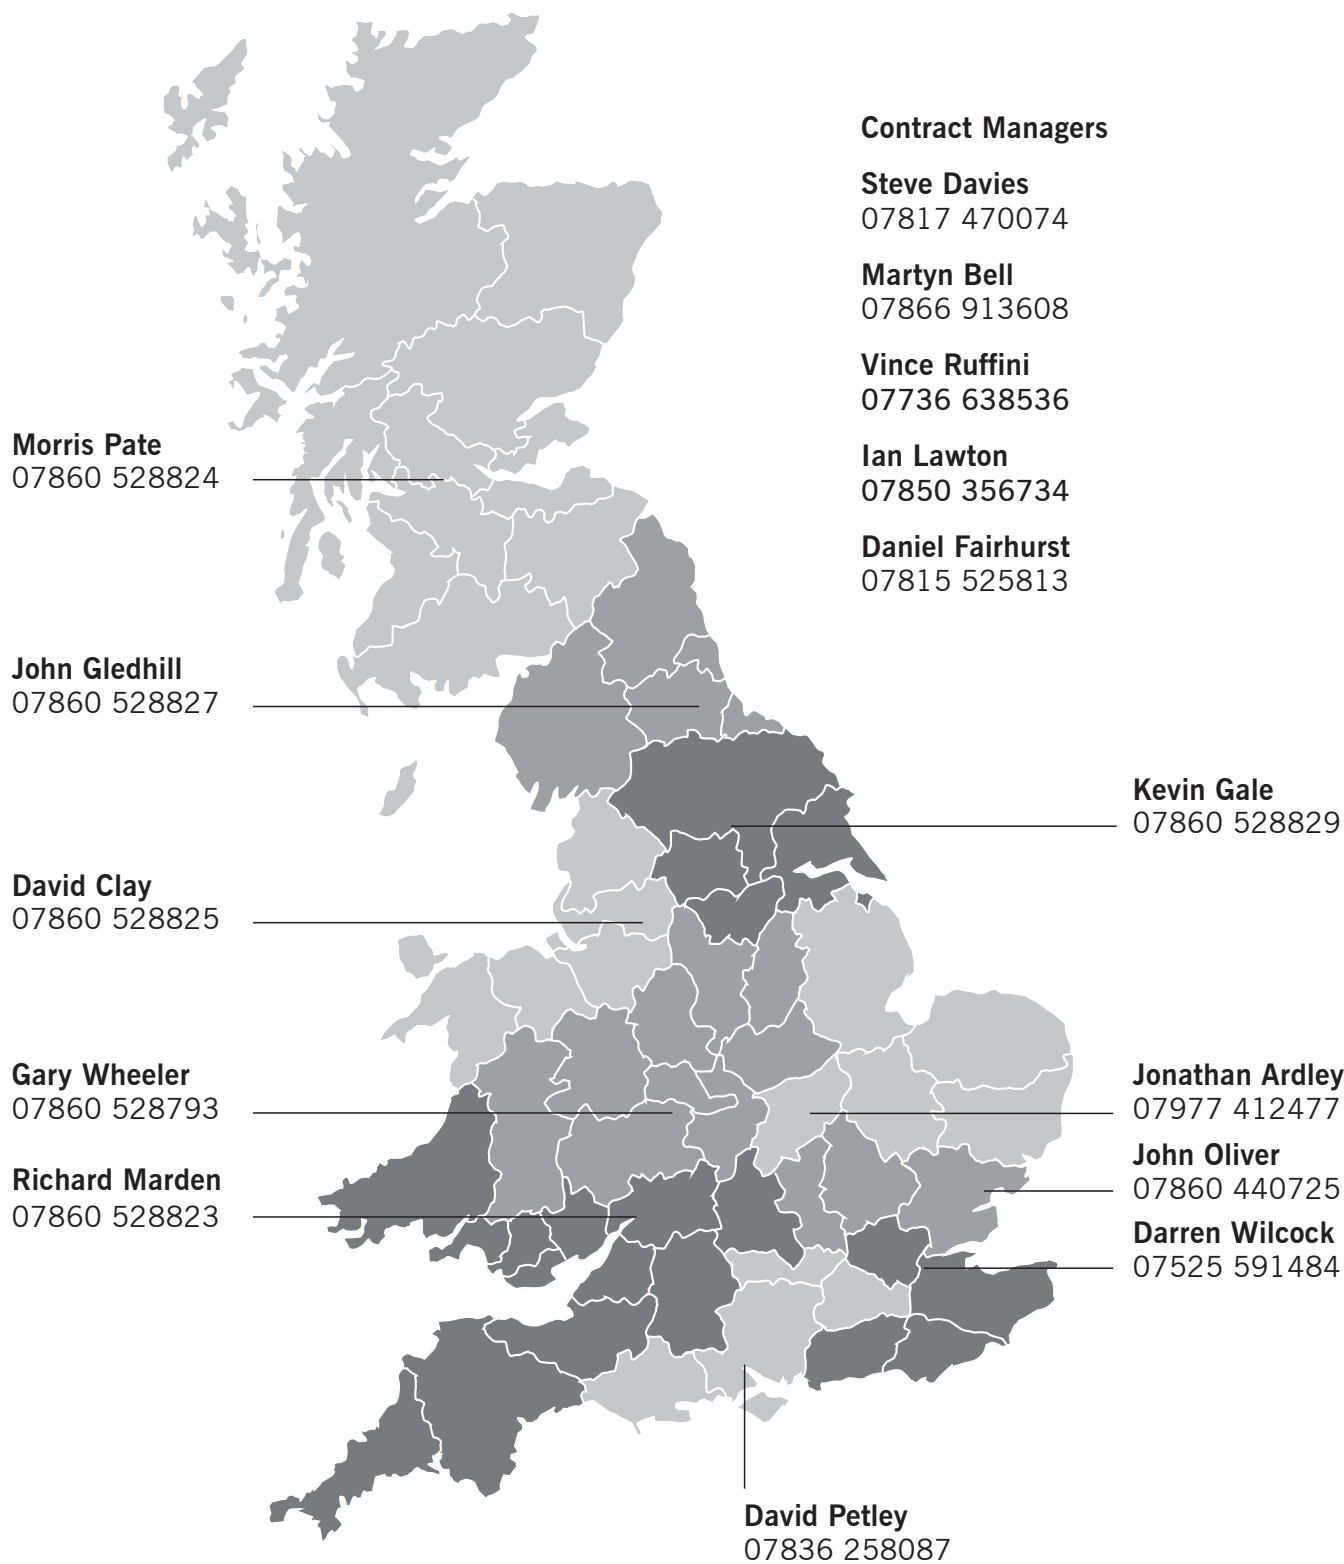 Contract Managers
Steve Davies
07817 470074
Martyn Bell
07866 913608
Vince Ruffini
07736 638536
Ian Lawton
07850 356734
Daniel Fairhurst
07815 525813
Morris Pate
07860 528824
John Gledhill
07860 528827
Kevin Gale
07860 528829
David Clay
07860 528825
Gary Wheeler
07860 528793
Jonathan Ardley
07977 412477
John Oliver
07860 440725
Richard Marden
07860 528823
Darren Wilcock
07525 591484
David Petley
07836 258087